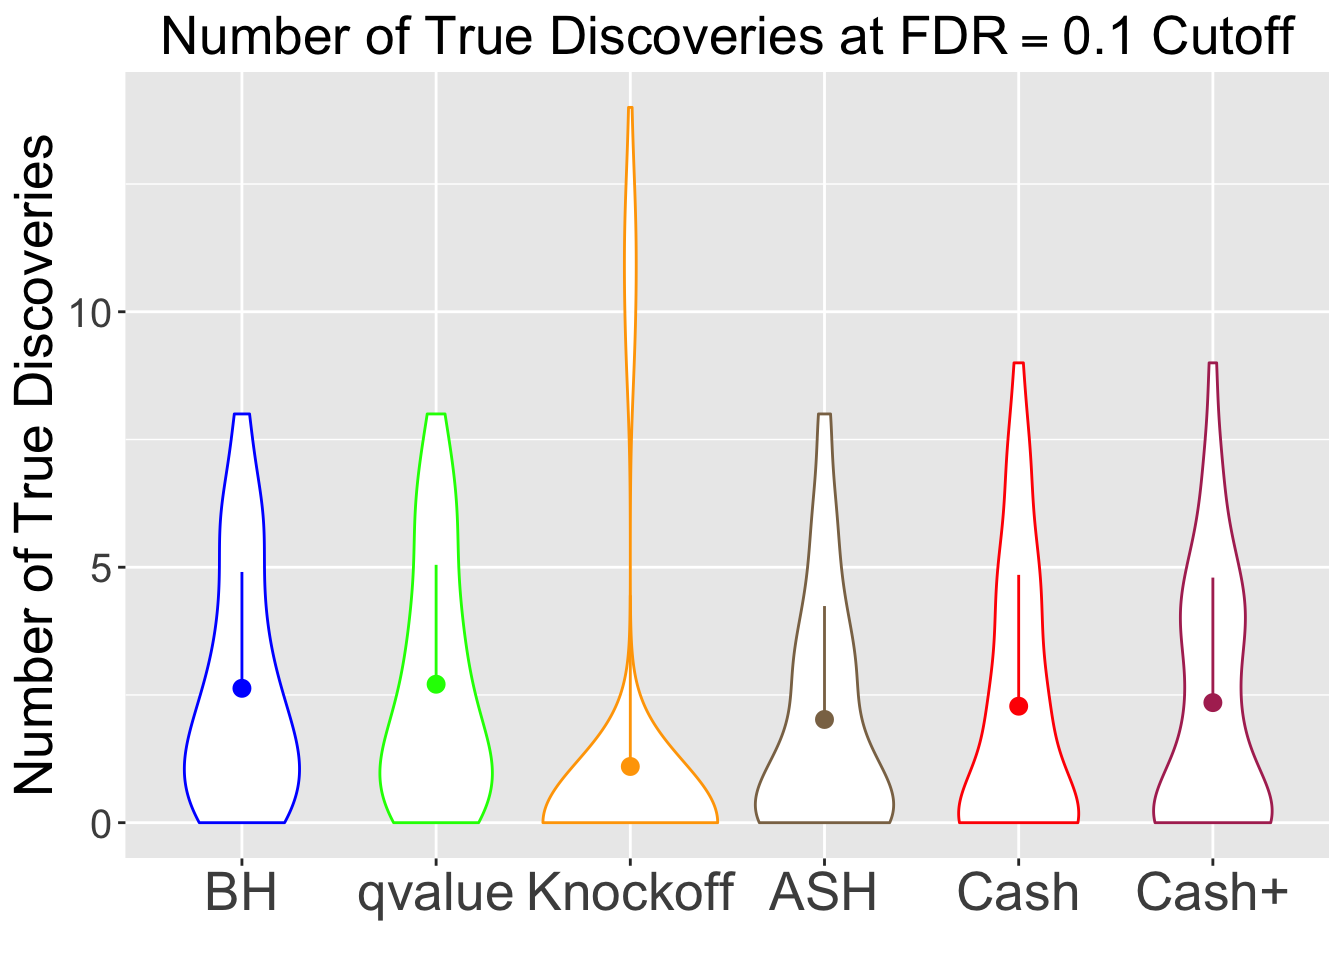 Number of True Discoveries at FDR = 0.1 Cutoff
Number of True Discoveries
10
5
0
BH qvalue Knockoff ASH Cash Cash+